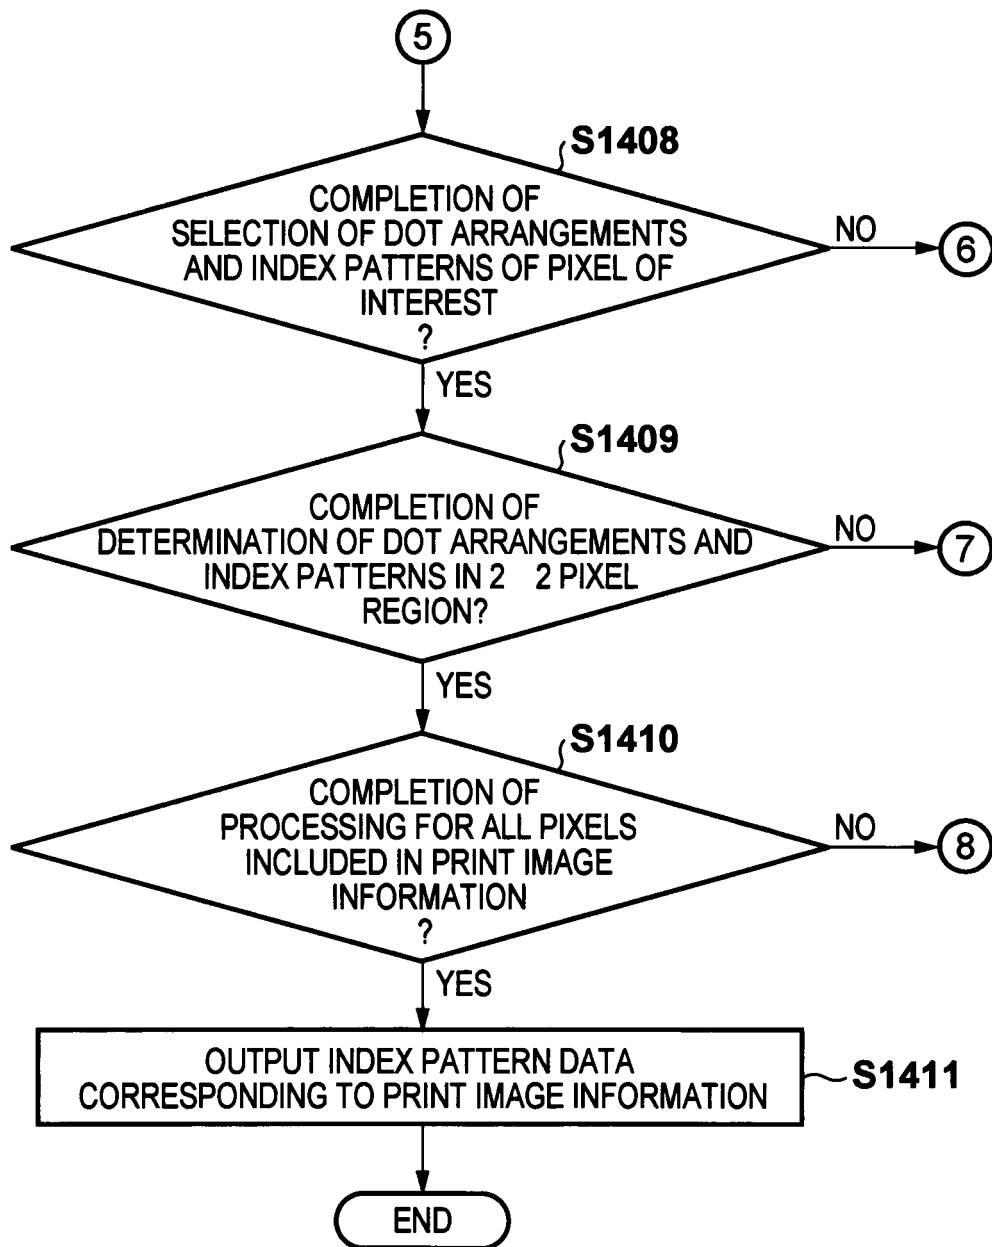 5
S1408
COMPLETION OF
SELECTION OF DOT ARRANGEMENTS
AND INDEX PATTERNS OF PIXEL OF
INTEREST
?
NO
6
YES
S1409
COMPLETION OF
DETERMINATION OF DOT ARRANGEMENTS AND
INDEX PATTERNS IN 2 2 PIXEL
REGION?
NO
7
YES
S1410
COMPLETION OF
PROCESSING FOR ALL PIXELS
INCLUDED IN PRINT IMAGE
INFORMATION
?
NO
8
YES
OUTPUT INDEX PATTERN DATA
CORRESPONDING TO PRINT IMAGE INFORMATION
S1411
END